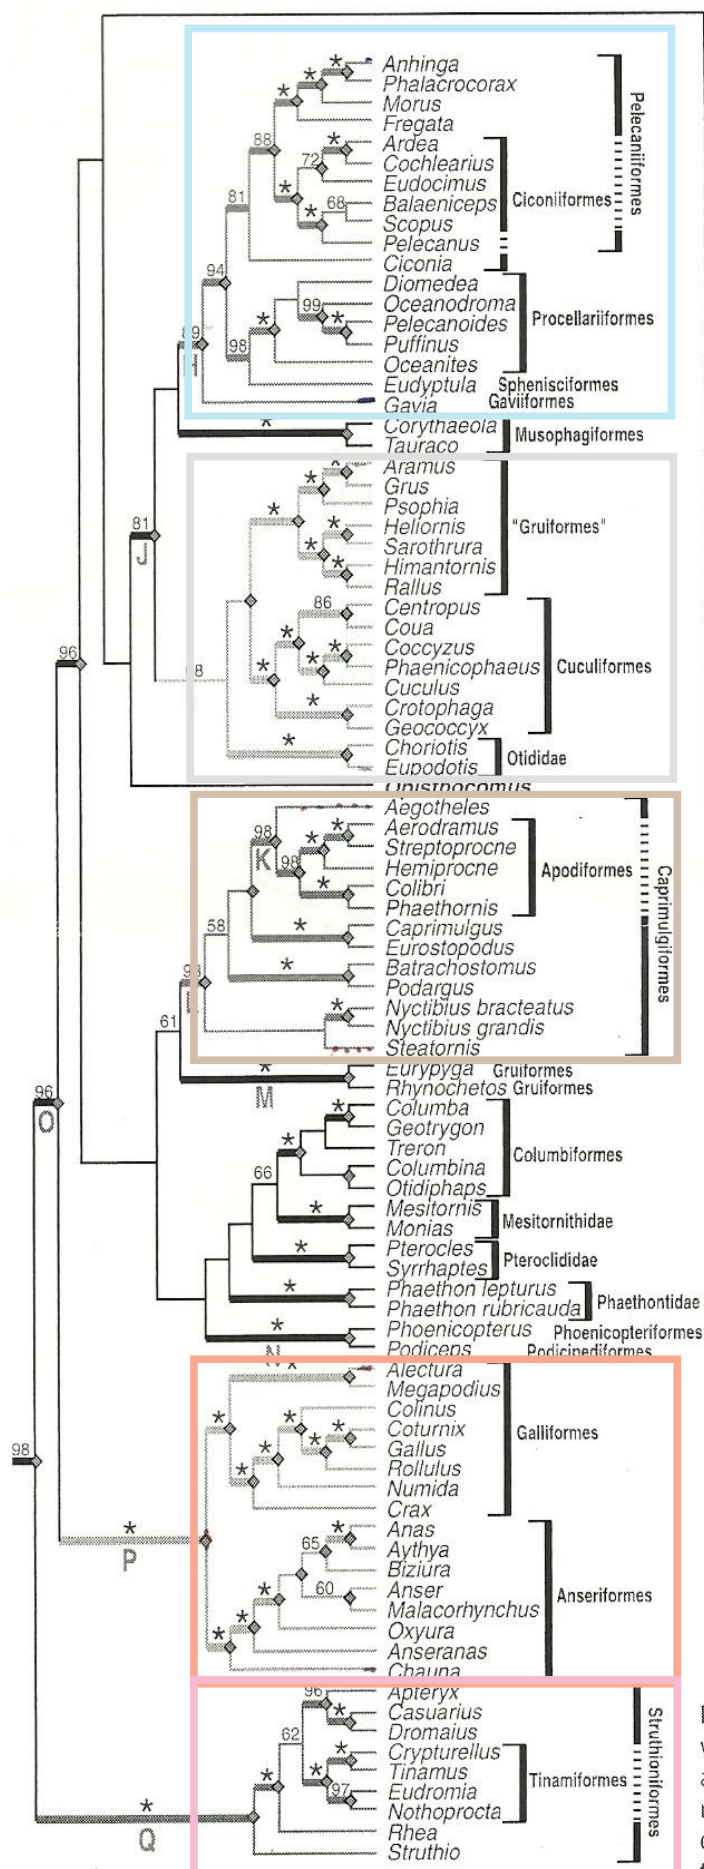 Anhinga
Phalacrocorax
Morus
Fregata
88
Ardea
72
Cochlearius
Eudocimus
68
Balaeniceps
Ciconiiformes
Pelecaniiformes
81
Scopus
Pelecanus
Ciconia
94
Diomedea
99
Oceanodroma
Pelecanoides
Procellariiformes
Puffinus
98
Oceanites
Eudyptula Sphenisciformes
Gavia Gaviiformes
*
Corythaeola
Musophagiformes
Tauraco
Aramus
Grus
Psophia
Heliornis
"Gruiformes"
Sarothrura
81
J
Himantornis
Rallus
86
Centropus
Coua
Coccyzus
96
Phaenicophaeus
Cuculiformes
Cuculus
Crotophaga
Geococcyx
Choriotis
Otididae
Eupodotis
Opisthocomus
Aegotheles
98
K
Aerodramus
Streptoprocne
98
Hemiprocne
Apodiformes
Colibri
Phaethornis
Caprimulgiformes
58
Caprimulgus
Eurostopodus
Batrachostomus
Podargus
Nyctibius bracteatus
61
Nyctibius grandis
Steatornis
Eurypyga Gruiformes
M
Rhynochetos Gruiformes
96
O
Columba
Geotrygon
Treron
Columbiformes
66
Columbina
Otidiphaps
Mesitornis
Mesitornithidae
Monias
Pterocles
Pteroclididae
Syrrhaptes
Phaethon lepturus
Phaethontidae
Phaethon rubricauda
Phoenicopterus Phoenicopteriformes
N
Podiceps Podicipediformes
Alectura
Megapodius
Colinus
Coturnix
Galliformes
98
Gallus
Rollulus
Numida
Crax
*
P
Anas
65
Aythya
Biziura
60
Anser
Anseriformes
Malacorhynchus
Oxyura
Anseranas
Chauna
96
Apteryx
Casuarius
Dromaius
62
Crypturellus
Tinamus
Tinamiformes
Struthioniformes
97
Eudromia
Nothoprocta
*
Q
Rhea
Struthio